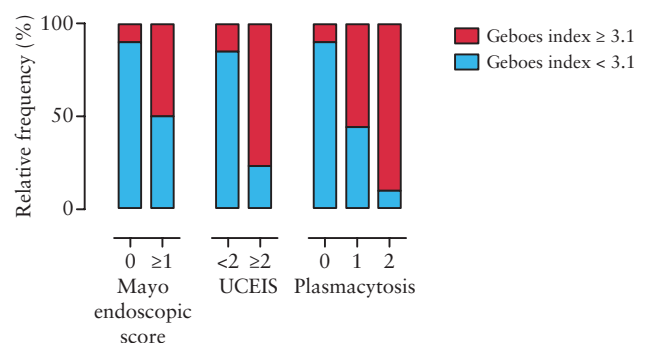 Relative frequency (%)
100
50
0
Geboes index ≥ 3.1
Geboes index < 3.1
0 ≥1
Mayo
endoscopic
score
<2 ≥2
UCEIS
0 1 2
Plasmacytosis